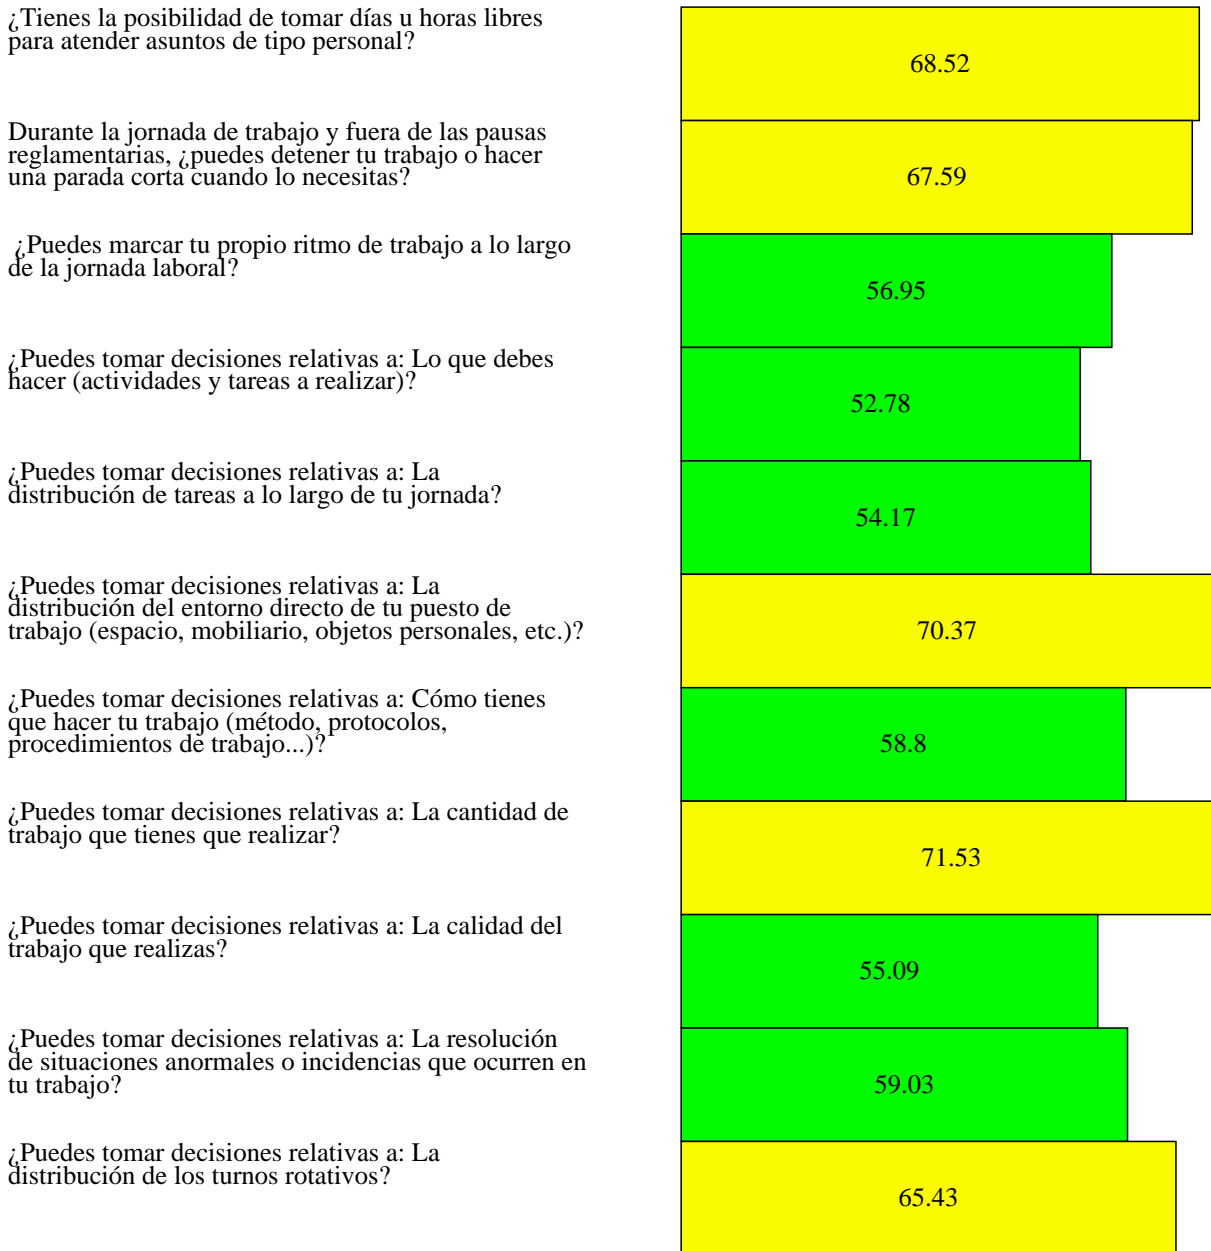 ¿Tienes la posibilidad de tomar días u horas libres
para atender asuntos de tipo personal?
68.52
Durante la jornada de trabajo y fuera de las pausas
reglamentarias, ¿puedes detener tu trabajo o hacer
una parada corta cuando lo necesitas?
67.59
¿Puedes marcar tu propio ritmo de trabajo a lo largo
de la jornada laboral?
56.95
¿Puedes tomar decisiones relativas a: Lo que debes
hacer (actividades y tareas a realizar)?
52.78
¿Puedes tomar decisiones relativas a: La
distribución de tareas a lo largo de tu jornada?
54.17
¿Puedes tomar decisiones relativas a: La
distribución del entorno directo de tu puesto de
trabajo (espacio, mobiliario, objetos personales, etc.)?
70.37
¿Puedes tomar decisiones relativas a: Cómo tienes
que hacer tu trabajo (método, protocolos,
procedimientos de trabajo...)?
58.8
¿Puedes tomar decisiones relativas a: La cantidad de
trabajo que tienes que realizar?
71.53
¿Puedes tomar decisiones relativas a: La calidad del
trabajo que realizas?
55.09
¿Puedes tomar decisiones relativas a: La resolución
de situaciones anormales o incidencias que ocurren en
tu trabajo?
59.03
¿Puedes tomar decisiones relativas a: La
distribución de los turnos rotativos?
65.43